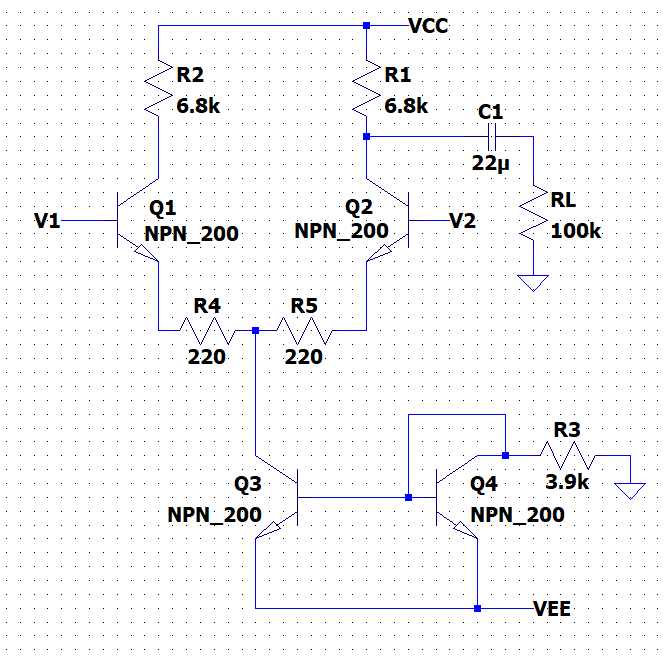 VCC
R2
6.8k
R1
6.8k
C1
22µ
RL
100k
V1
Q1
NPN_200
Q2
NPN_200
V2
R4
220
R5
220
Q3
NPN_200
Q4
NPN_200
R3
3.9k
VEE